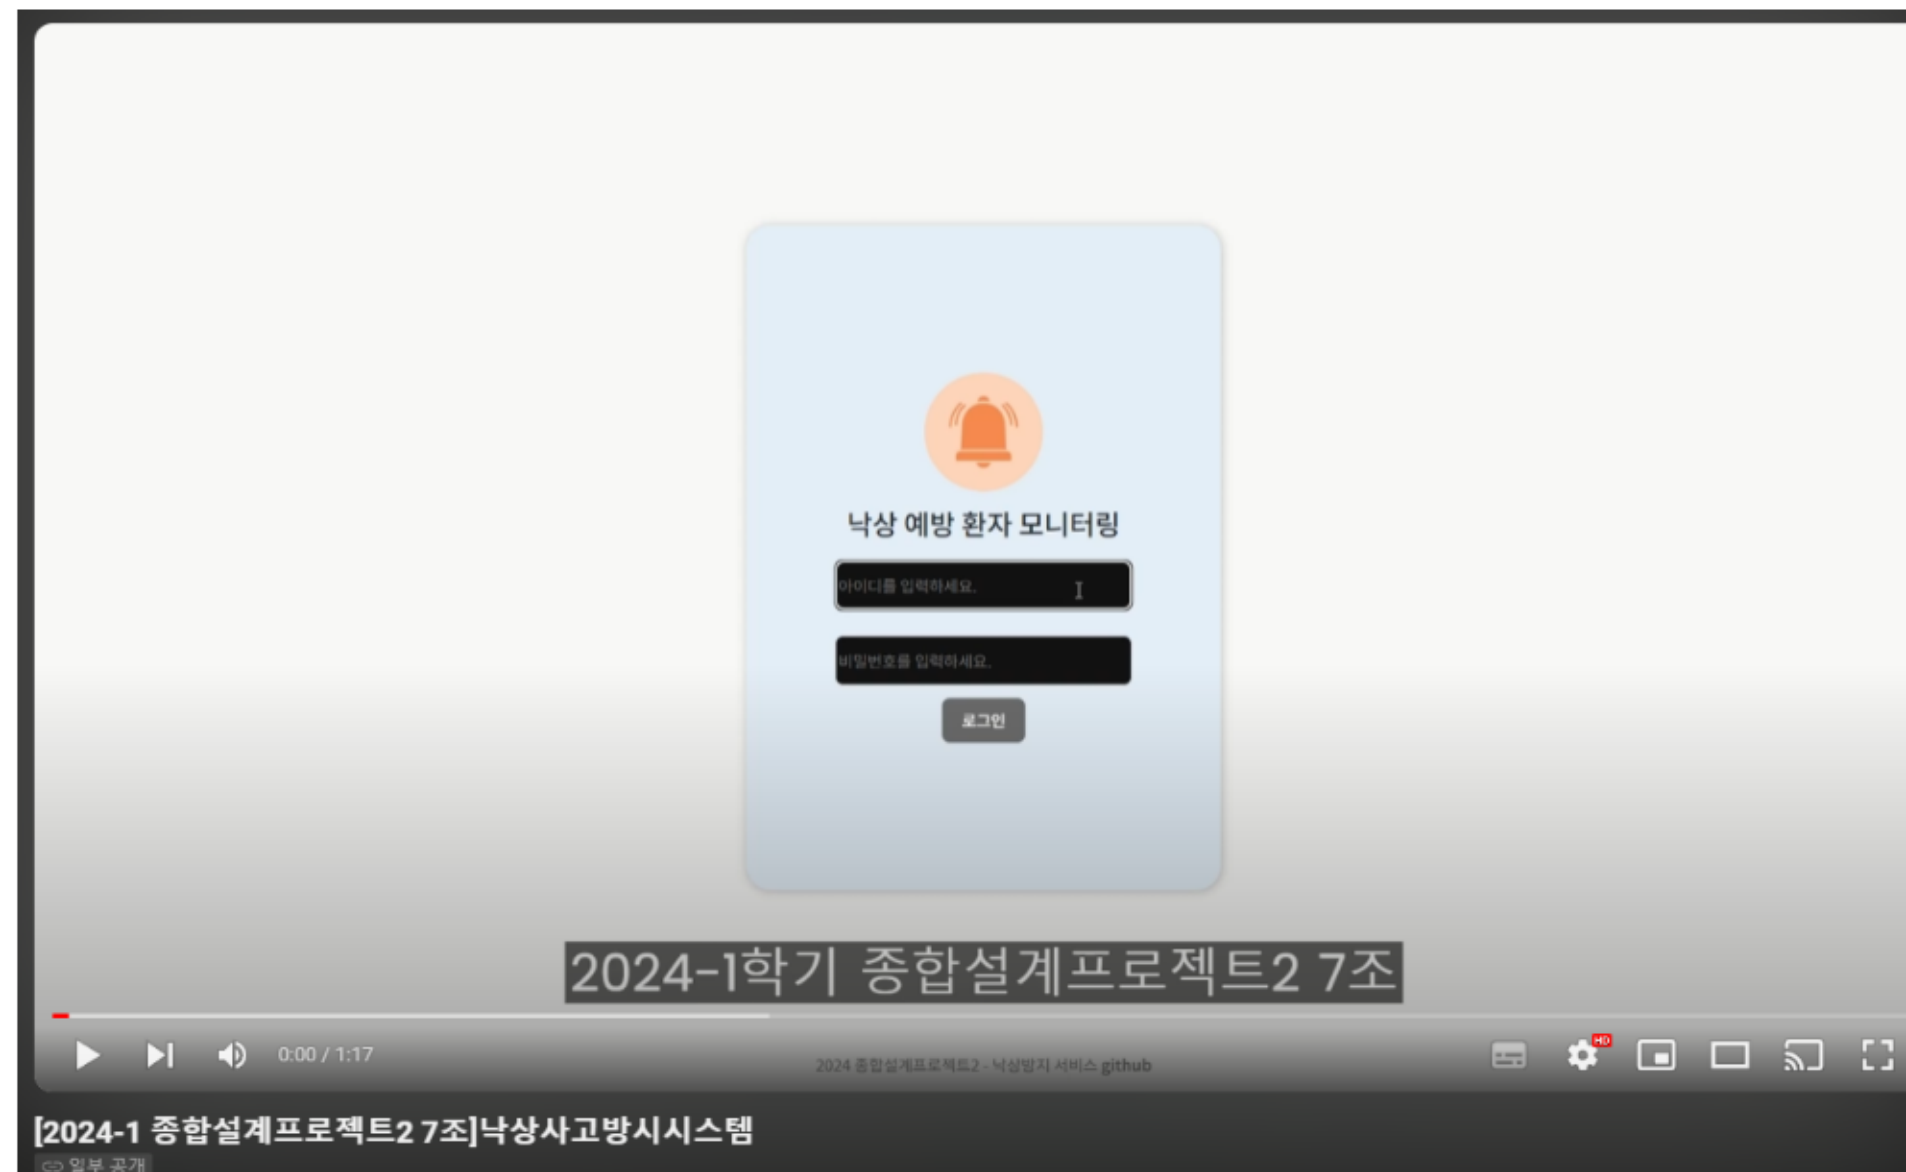 낙상 예방 환자 모니터링
아이디를 입력하세요.
비밀번호를 입력하세요.
로그인
2024-1학기 종합설계프로젝트2 7조
0:00 / 1:17
2024 종합설계프로젝트2 - 낙상방지 서비스 github
HD
[2024-1 종합설계프로젝트2 7조]낙상사고방시시스템
일부 공개